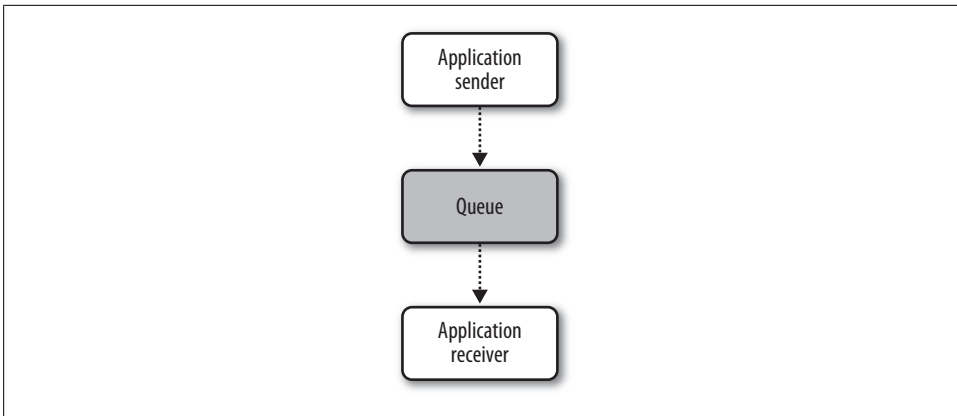 Application
sender
Queue
Application
receiver